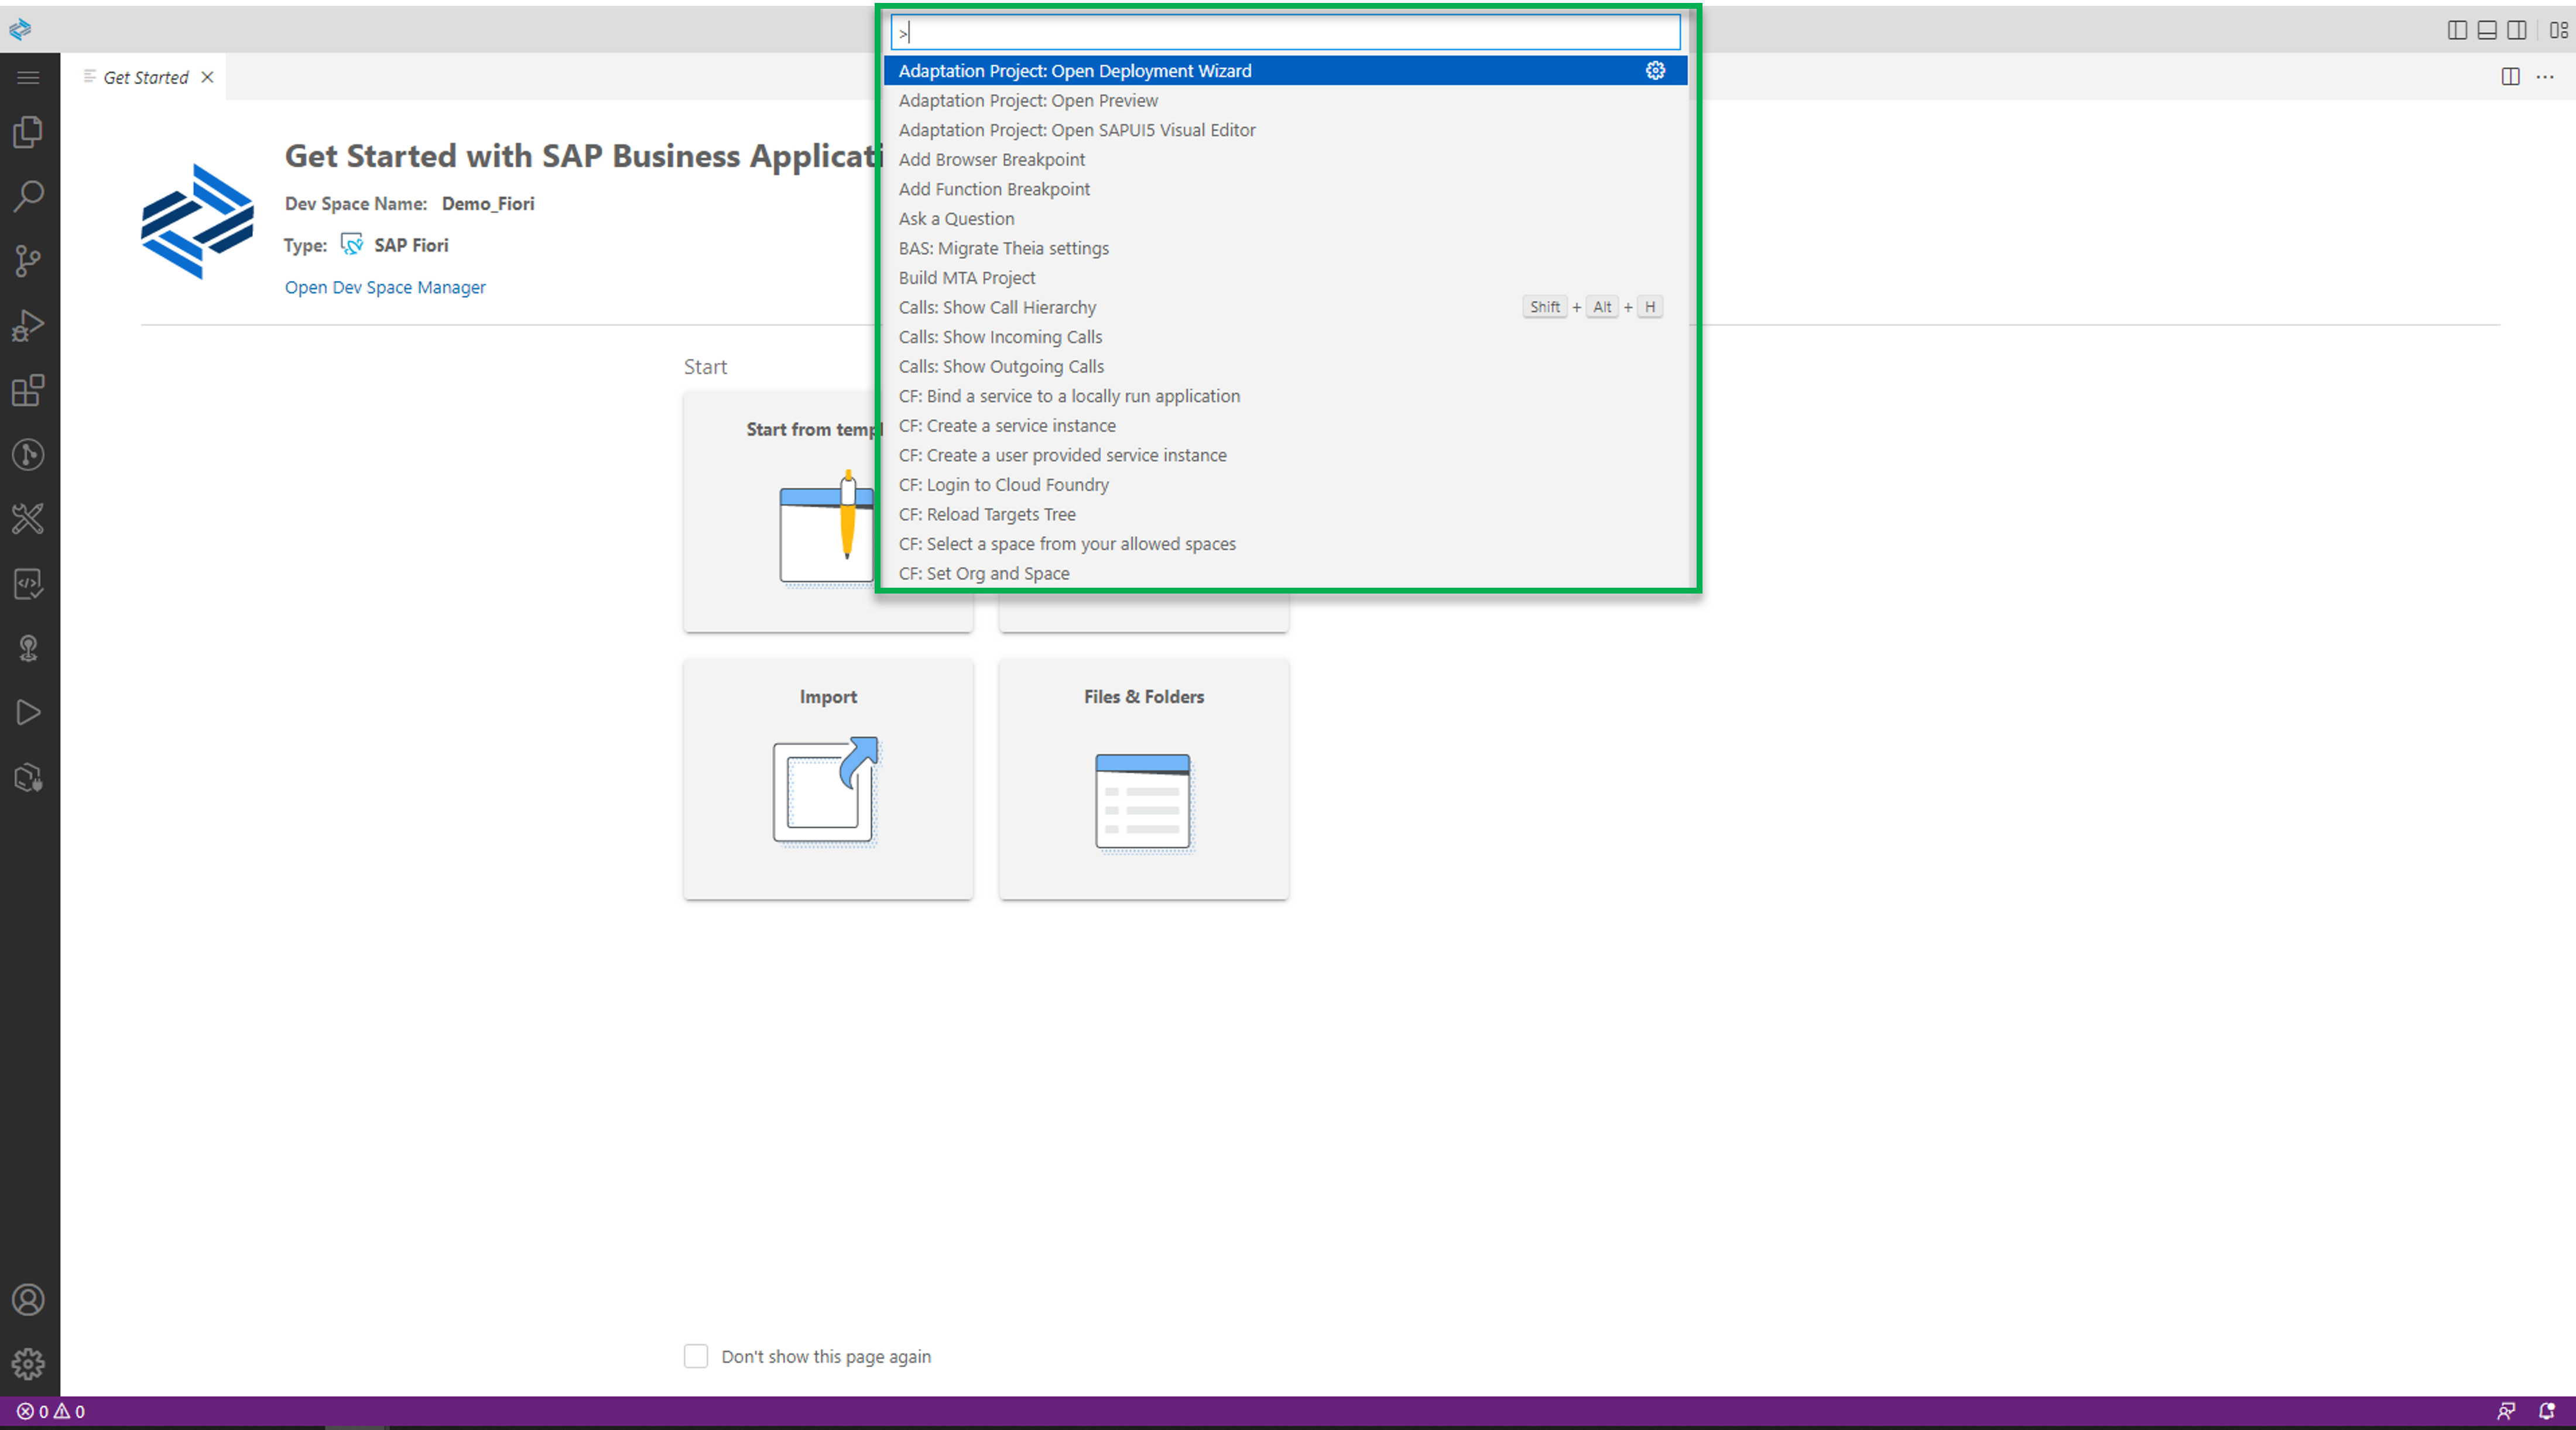 >
Get Started
Adaptation Project: Open Deployment Wizard
Adaptation Project: Open Preview
Adaptation Project: Open SAPUI5 Visual Editor
Add Browser Breakpoint
Add Function Breakpoint
Ask a Question
BAS: Migrate Theia settings
Build MTA Project
Calls: Show Call Hierarchy Shift + Alt + H
Calls: Show Incoming Calls
Calls: Show Outgoing Calls
CF: Bind a service to a locally run application
CF: Create a service instance
CF: Create a user provided service instance
CF: Login to Cloud Foundry
CF: Reload Targets Tree
CF: Select a space from your allowed spaces
CF: Set Org and Space
Get Started with SAP Business Applicati
Dev Space Name: Demo_Fiori
Type: SAP Fiori
Open Dev Space Manager
Start
Start from temp
Import
Files & Folders
Don't show this page again
0 0